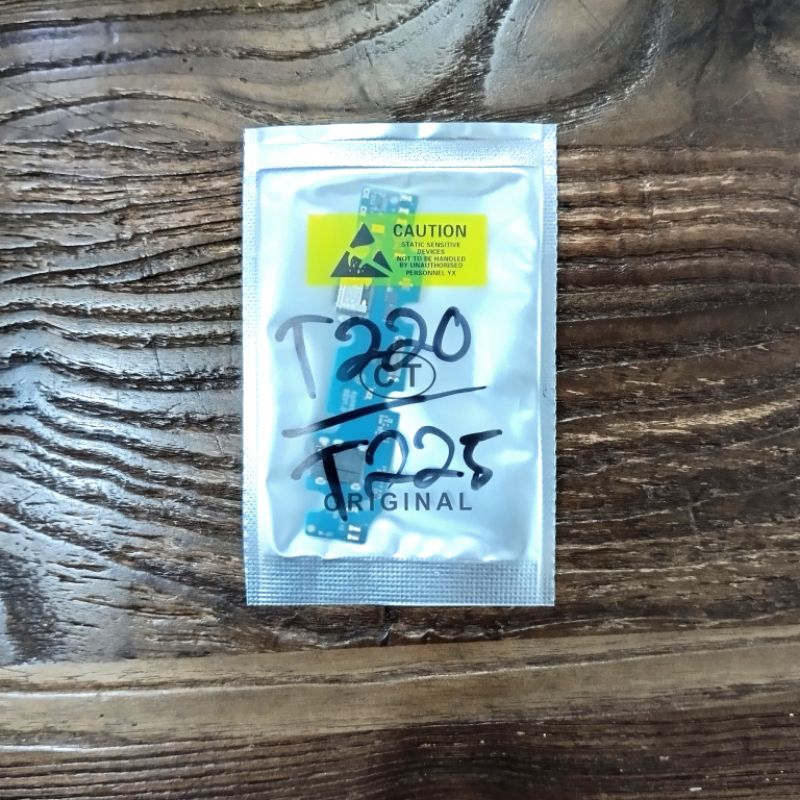 CAUTION
STATIC SENSITIVE
DEVICES
NOT TO BE HANDLED
BY UNAUTHORISED
PERSONNEL YX
T220
CT
T225
ORIGINAL